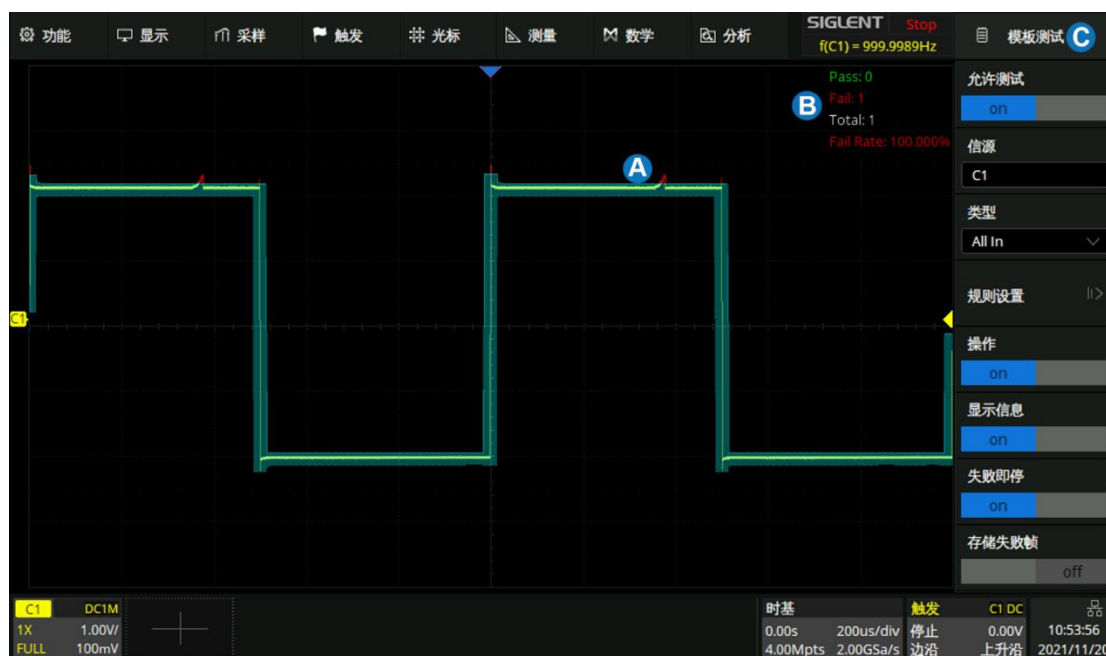 功能 显示 采样 触发 光标 测量 数学 分析
SIGLENT Stop
f(C1) = 999.9989Hz
模板测试 C
Pass: 0
Fail: 1
Total: 1
Fail Rate: 100.000%
B
A
C1
允许测试
on
信源
C1
类型
All In
规则设置
操作
on
显示信息
on
失败即停
on
存储失败帧
off
C1 DC1M
1X 1.00V/
FULL 100mV
时基
0.00s 200us/div
4.00Mpts 2.00GSa/s
触发 C1 DC
停止 0.00V
边沿 上升沿
10:53:56
2021/11/20